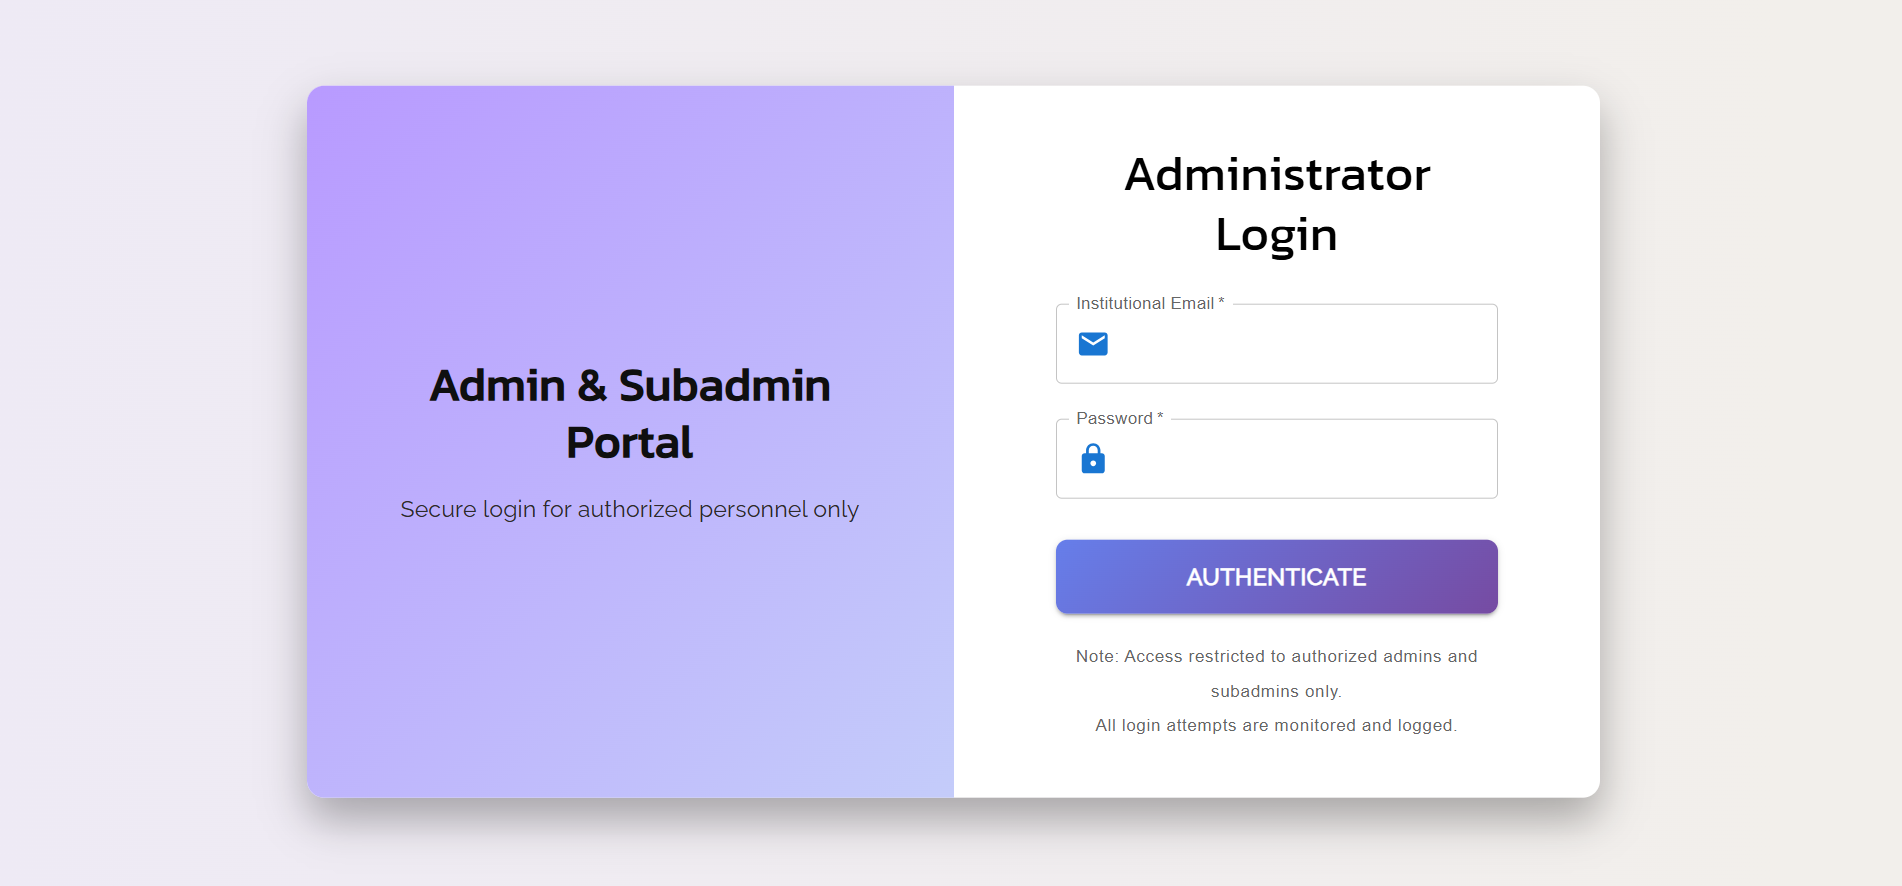 Admin & Subadmin
Portal
Secure login for authorized personnel only
Administrator
Login
Institutional Email *
Password *
AUTHENTICATE
Note: Access restricted to authorized admins and
subadmins only.
All login attempts are monitored and logged.